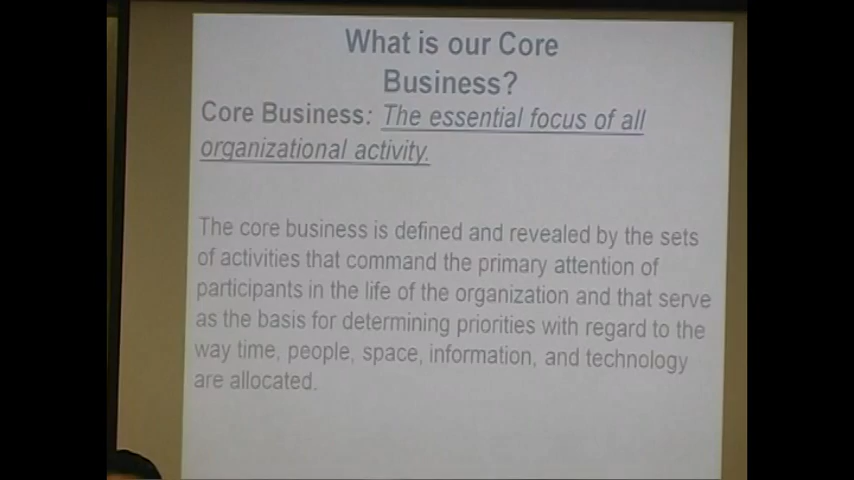 What is our Core
Business?
Core Business: The essential focus of all
organizational activity.
The core business is defined and revealed by the sets
of activities that command the primary attention of
participants in the life of the organization and that serve
as the basis for determining priorities with regard to the
way time, people, space, information, and technology
are allocated.